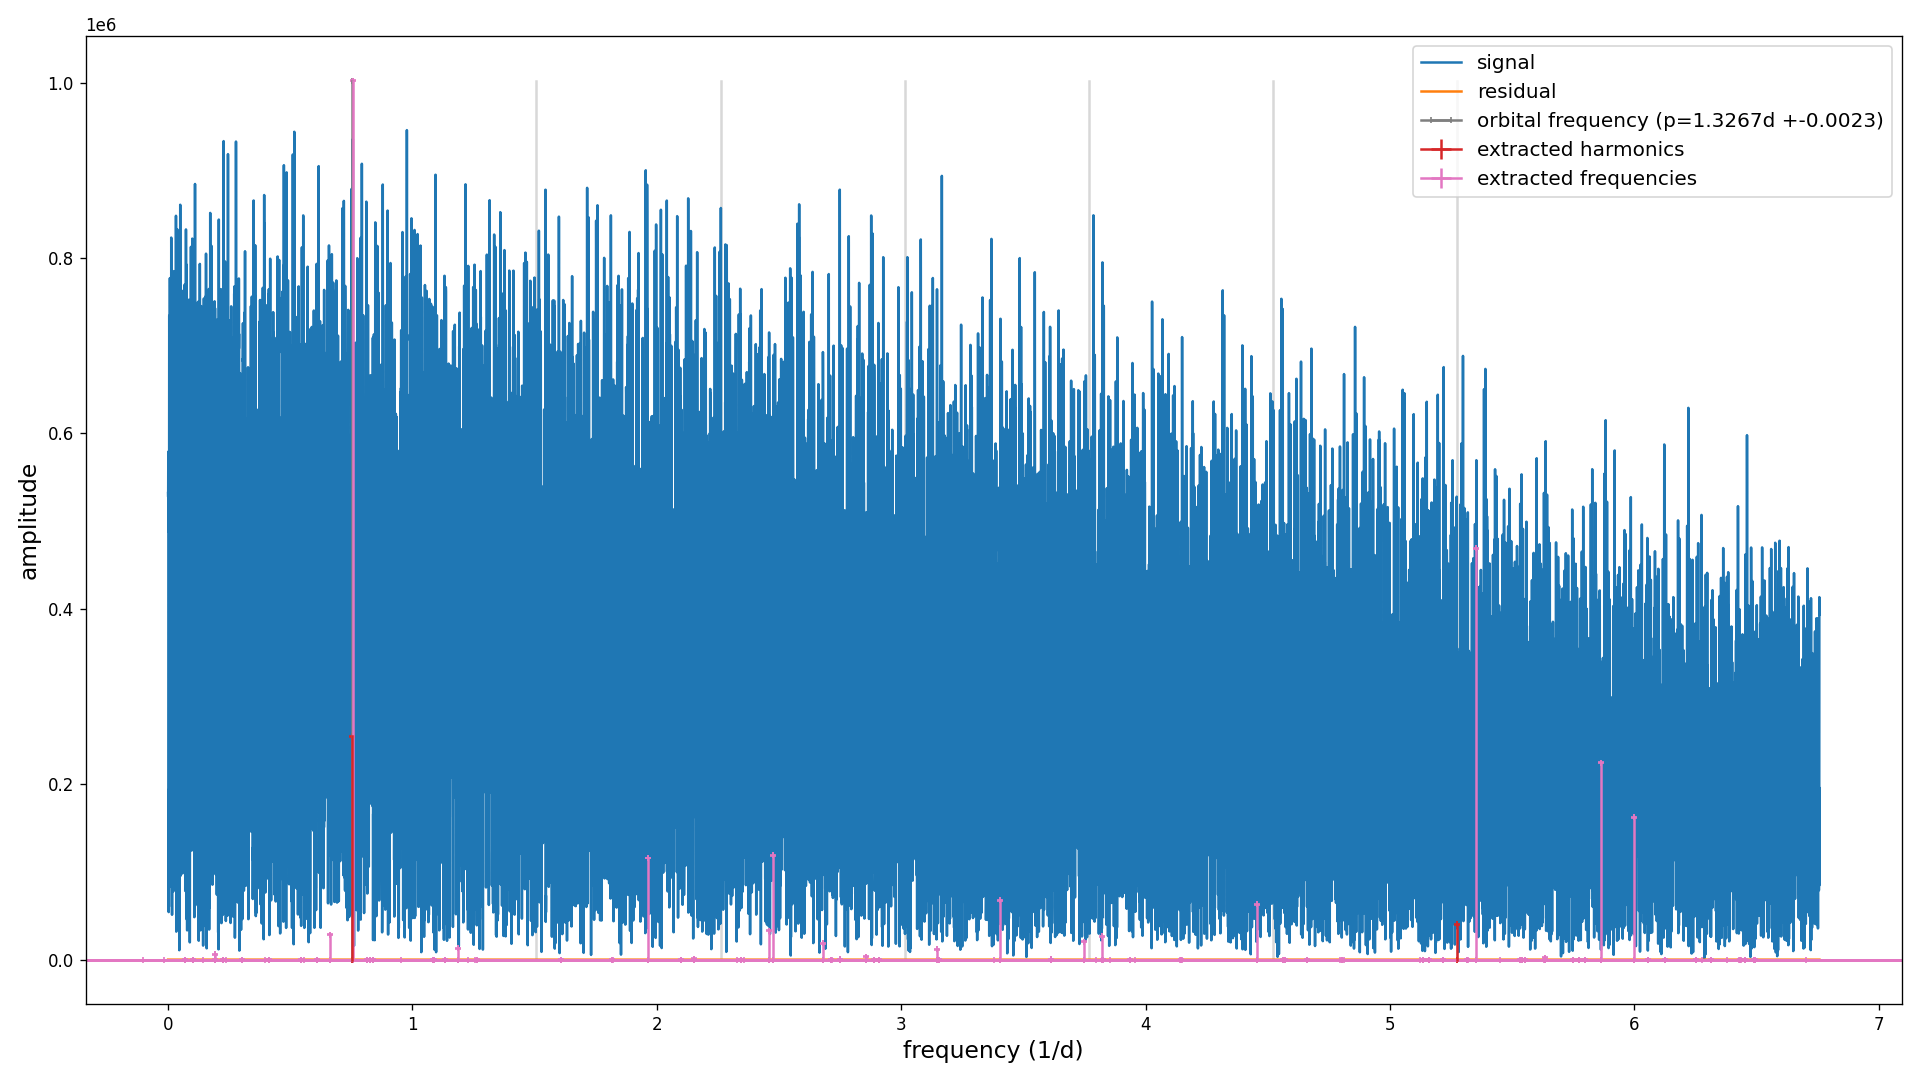 1e6
signal
residual
orbital frequency (p=1.3267d +-0.0023)
extracted harmonics
extracted frequencies
1.0
0.8
0.6
0.4
0.2
0.0
amplitude
0 1 2 3 4 5 6 7
frequency (1/d)